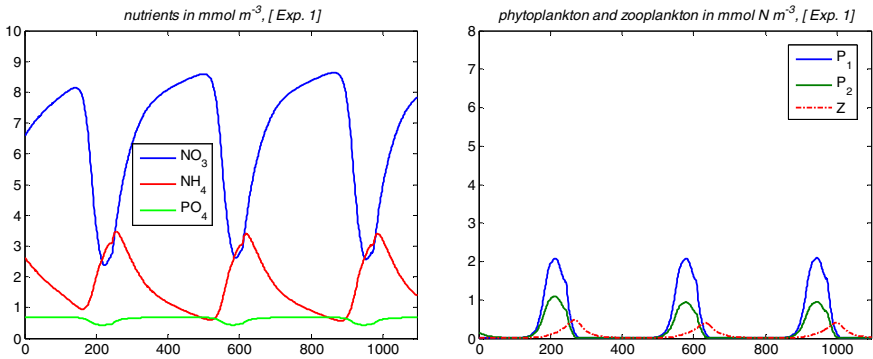 nutrients in mmol m⁻³, [ Exp. 1]
10
9
8
7
6
5
4
3
2
1
0
0 200 400 600 800 1000
NO₃
NH₄
PO₄
phytoplankton and zooplankton in mmol N m⁻³, [ Exp. 1]
8
7
6
5
4
3
2
1
0
0 200 400 600 800 1000
P₁
P₂
Z